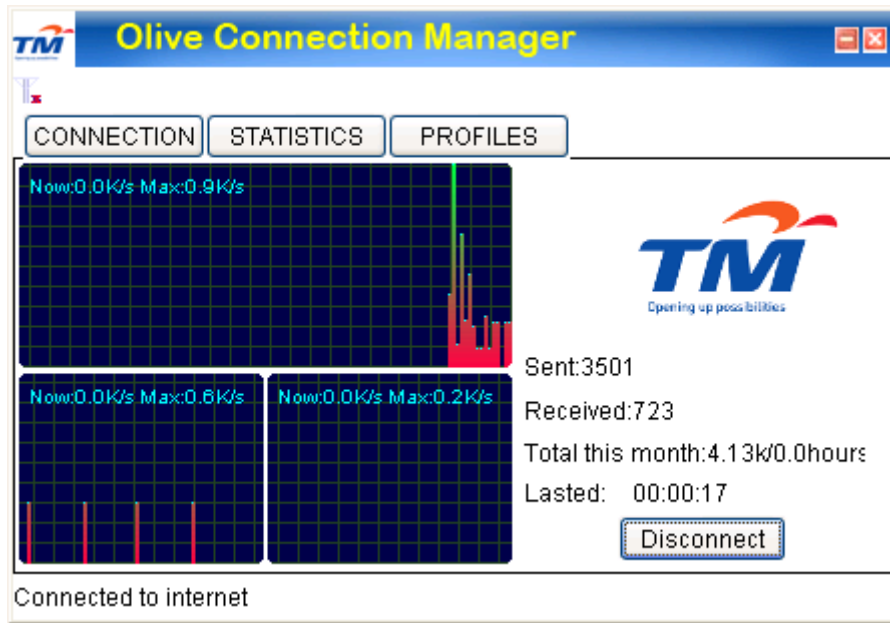 TM
Olive Connection Manager
CONNECTION
STATISTICS
PROFILES
Now:0.0K/s Max:0.9K/s
TM
Opening up possibilities
Now:0.0K/s Max:0.6K/s
Now:0.0K/s Max:0.2K/s
Sent:3501
Received:723
Total this month:4.13k/0.0hours
Lasted: 00:00:17
Disconnect
Connected to internet